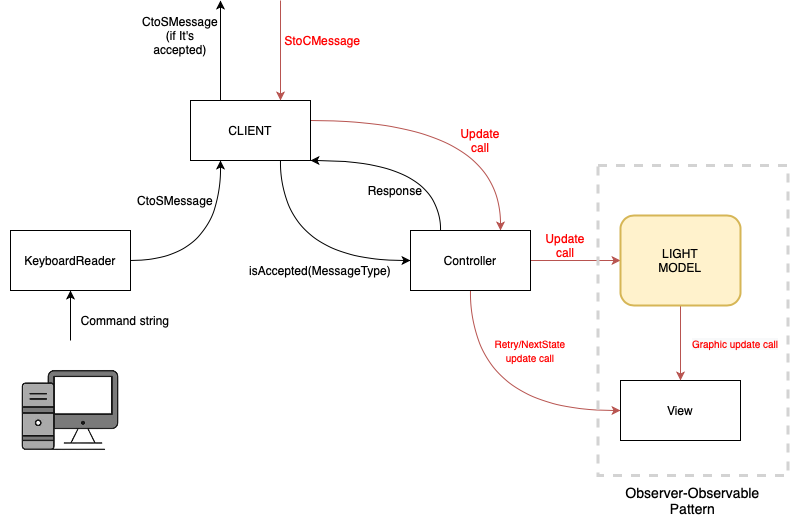 CtoSMessage
(if It's
accepted)
StoCMessage
CLIENT
Update
call
Response
CtoSMessage
KeyboardReader
isAccepted(MessageType)
Controller
Update
call
LIGHT
MODEL
Command string
Retry/NextState
update call
Graphic update call
View
Observer-Observable
Pattern